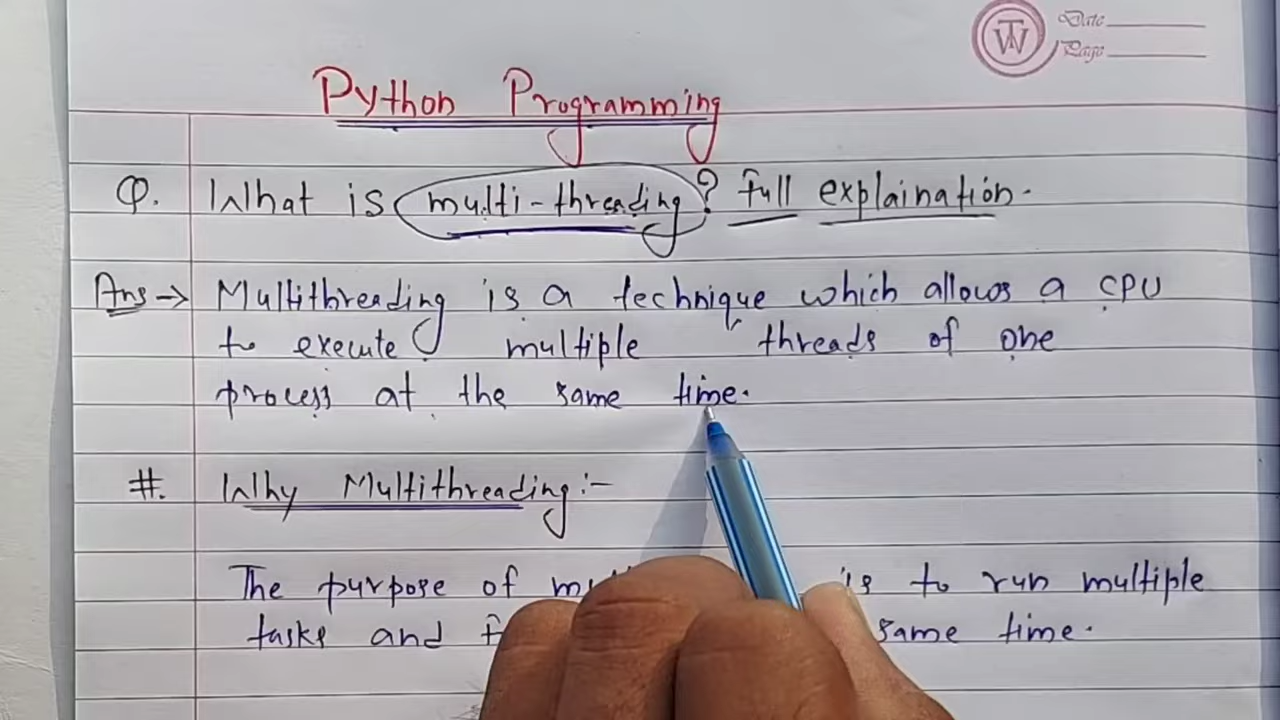 Date
Page
Python Programming
Q. What is multi-threading? full explaination.
Ans → Multithreading is a technique which allows a CPU
to execute multiple threads of one
process at the same time.
#. Why Multithreading:-
The purpose of is to run multiple
tasks and same time.